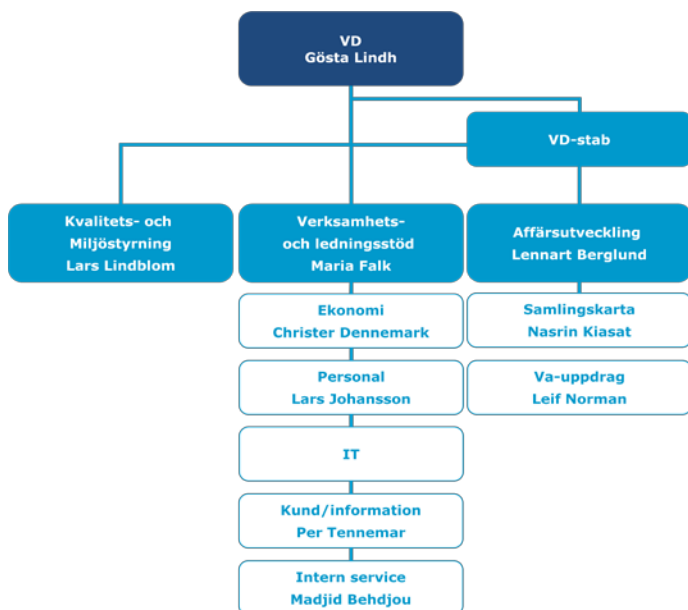 VD
Gösta Lindh
VD-stab
Kvalitets- och
Miljöstyrning
Lars Lindblom
Verksamhets-
och ledningsstöd
Maria Falk
Affärsutveckling
Lennart Berglund
Ekonomi
Christer Dennemark
Samlingskarta
Nasrin Kiasat
Personal
Lars Johansson
Va-uppdrag
Leif Norman
IT
Kund/information
Per Tennemar
Intern service
Madjid Behdjou